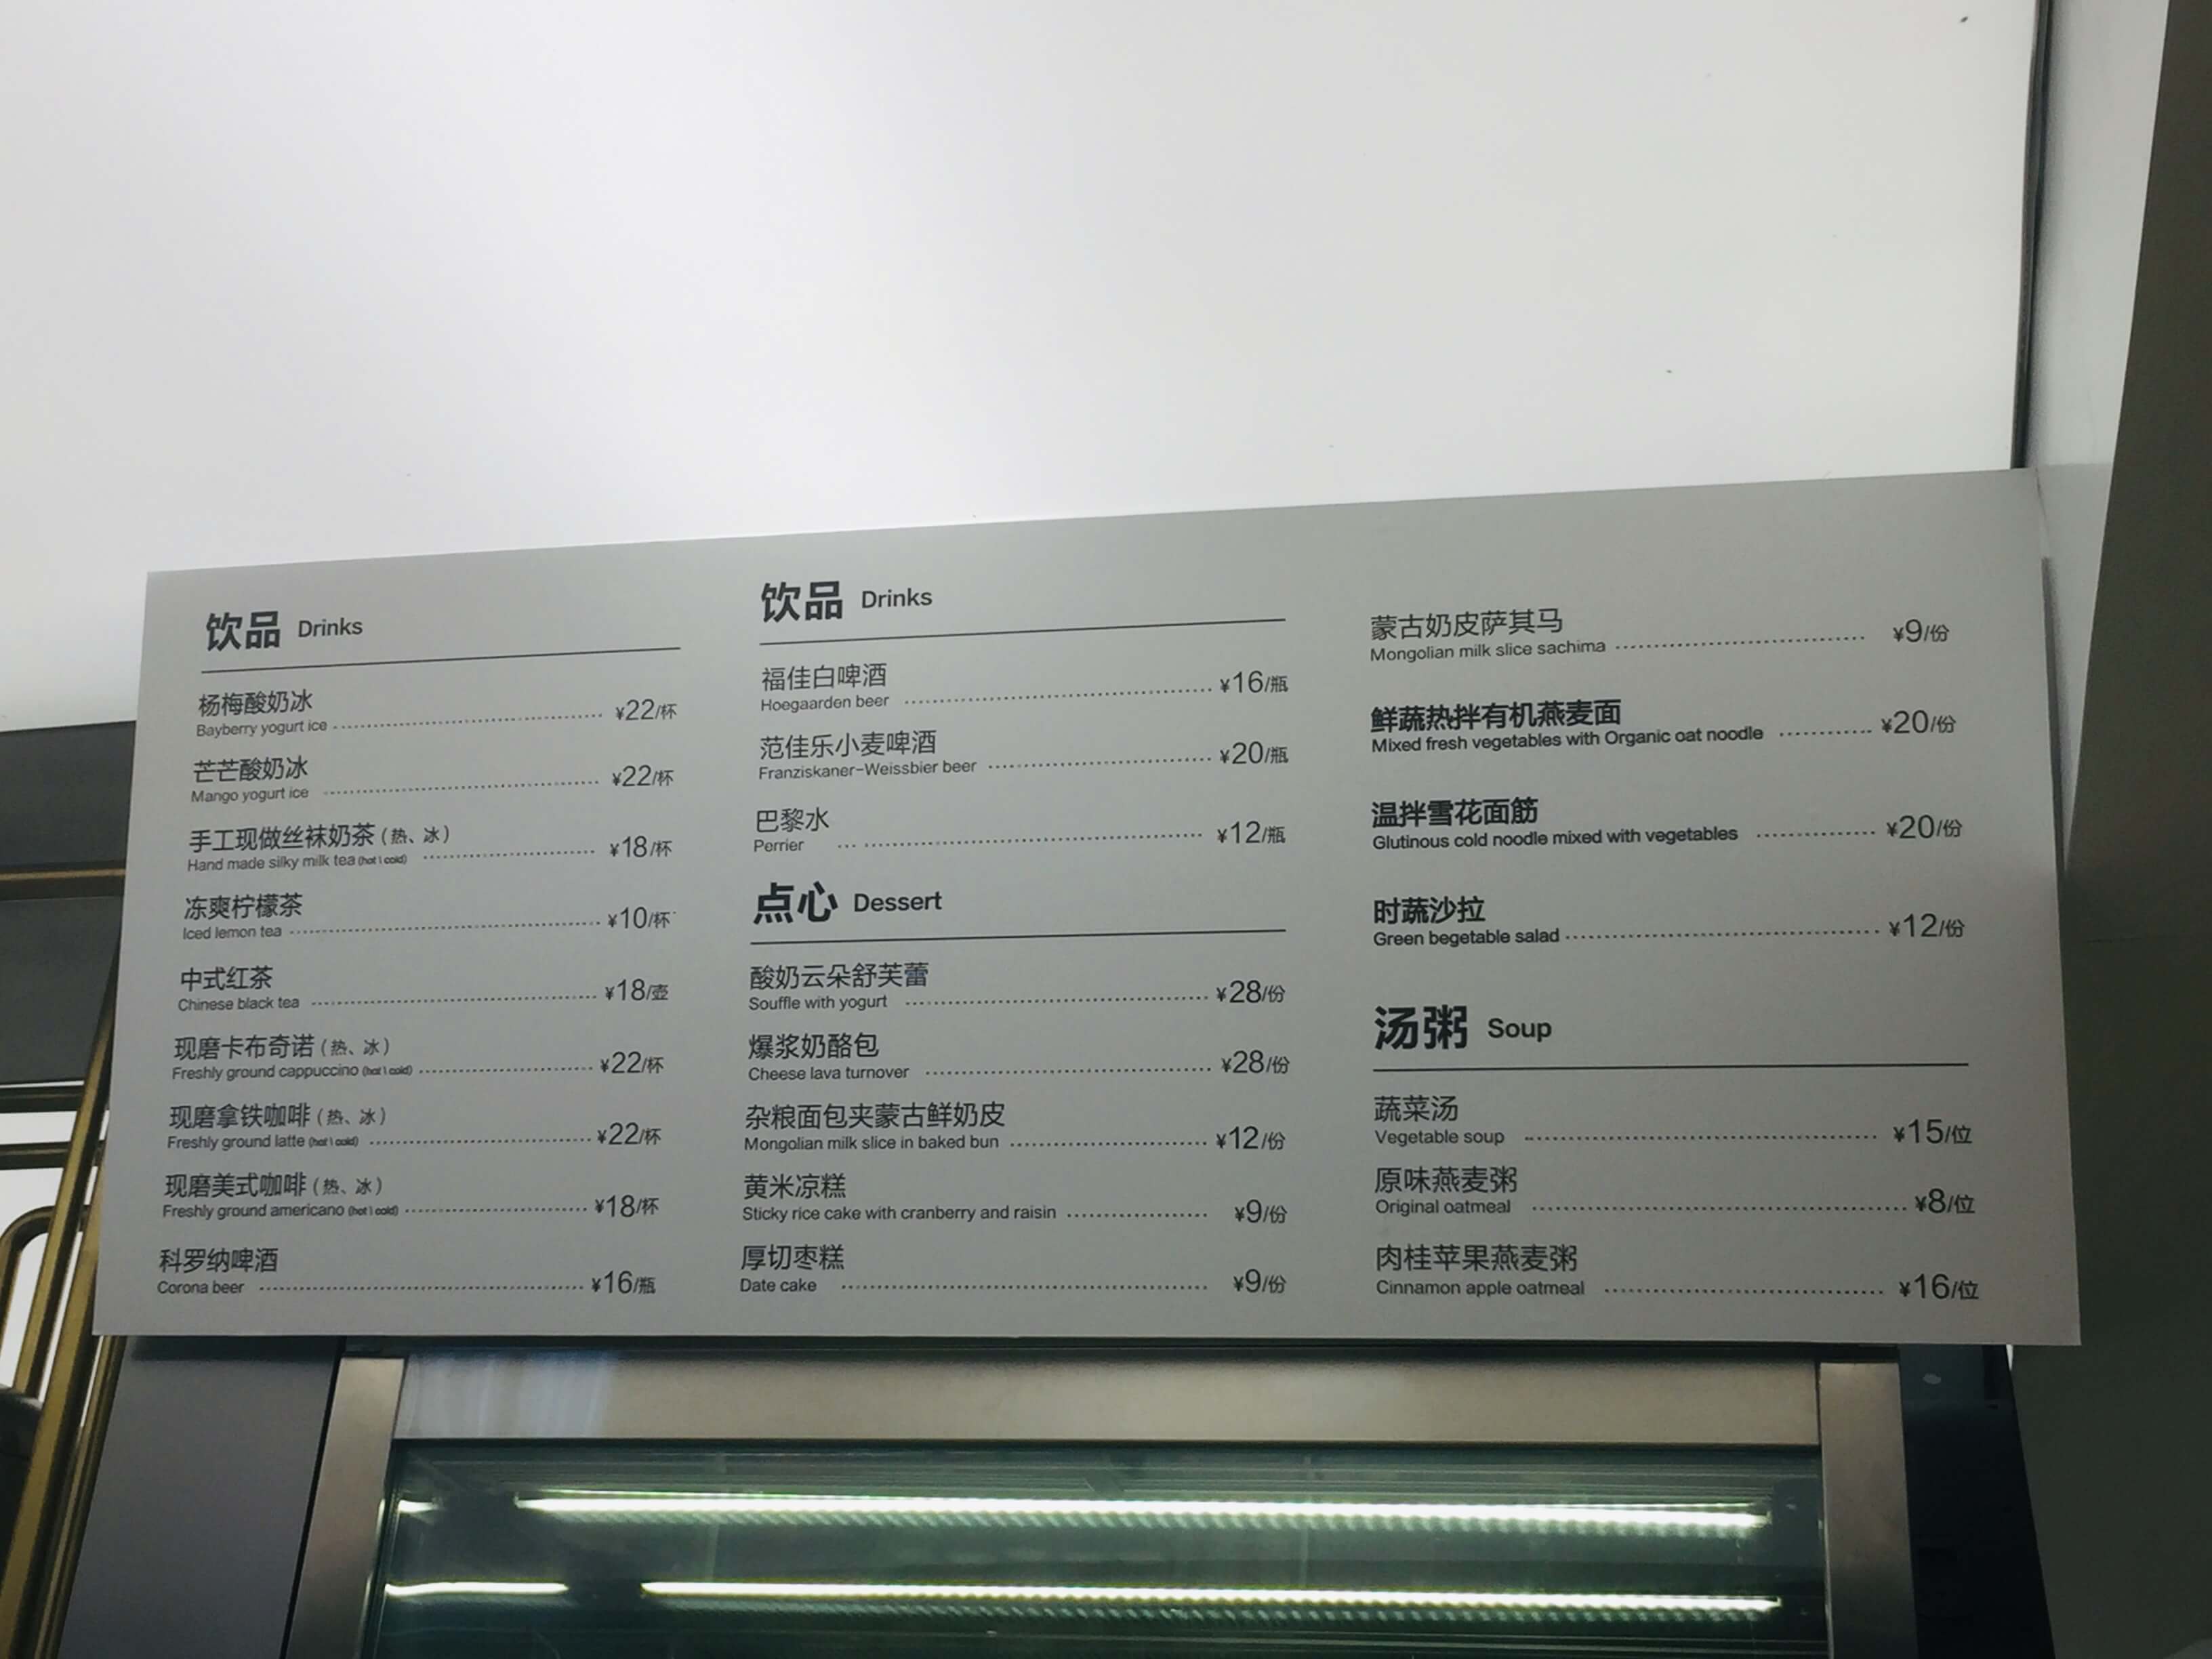 饮品 Drinks
杨梅酸奶冰
Bayberry yogurt ice ¥22/杯
芒芒酸奶冰
Mango yogurt ice ¥22/杯
手工现做丝袜奶茶（热、冰）
Hand made silky milk tea (hot \ cold) ¥18/杯
冻爽柠檬茶
Iced lemon tea ¥10/杯
中式红茶
Chinese black tea ¥18/壶
现磨卡布奇诺（热、冰）
Freshly ground cappuccino (hot \ cold) ¥22/杯
现磨拿铁咖啡（热、冰）
Freshly ground latte (hot \ cold) ¥22/杯
现磨美式咖啡（热、冰）
Freshly ground americano (hot \ cold) ¥18/杯
科罗纳啤酒
Corona beer ¥16/瓶
饮品 Drinks
福佳白啤酒
Hoegaarden beer ¥16/瓶
范佳乐小麦啤酒
Franziskaner-Weissbier beer ¥20/瓶
巴黎水
Perrier ¥12/瓶
点心 Dessert
酸奶云朵舒芙蕾
Souffle with yogurt ¥28/份
爆浆奶酪包
Cheese lava turnover ¥28/份
杂粮面包夹蒙古鲜奶皮
Mongolian milk slice in baked bun ¥12/份
黄米凉糕
Sticky rice cake with cranberry and raisin ¥9/份
厚切枣糕
Date cake ¥9/份
蒙古奶皮萨其马
Mongolian milk slice sachima ¥9/份
鲜蔬热拌有机燕麦面
Mixed fresh vegetables with Organic oat noodle ¥20/份
温拌雪花面筋
Glutinous cold noodle mixed with vegetables ¥20/份
时蔬沙拉
Green begetable salad ¥12/份
汤粥 Soup
蔬菜汤
Vegetable soup ¥15/位
原味燕麦粥
Original oatmeal ¥8/位
肉桂苹果燕麦粥
Cinnamon apple oatmeal ¥16/位